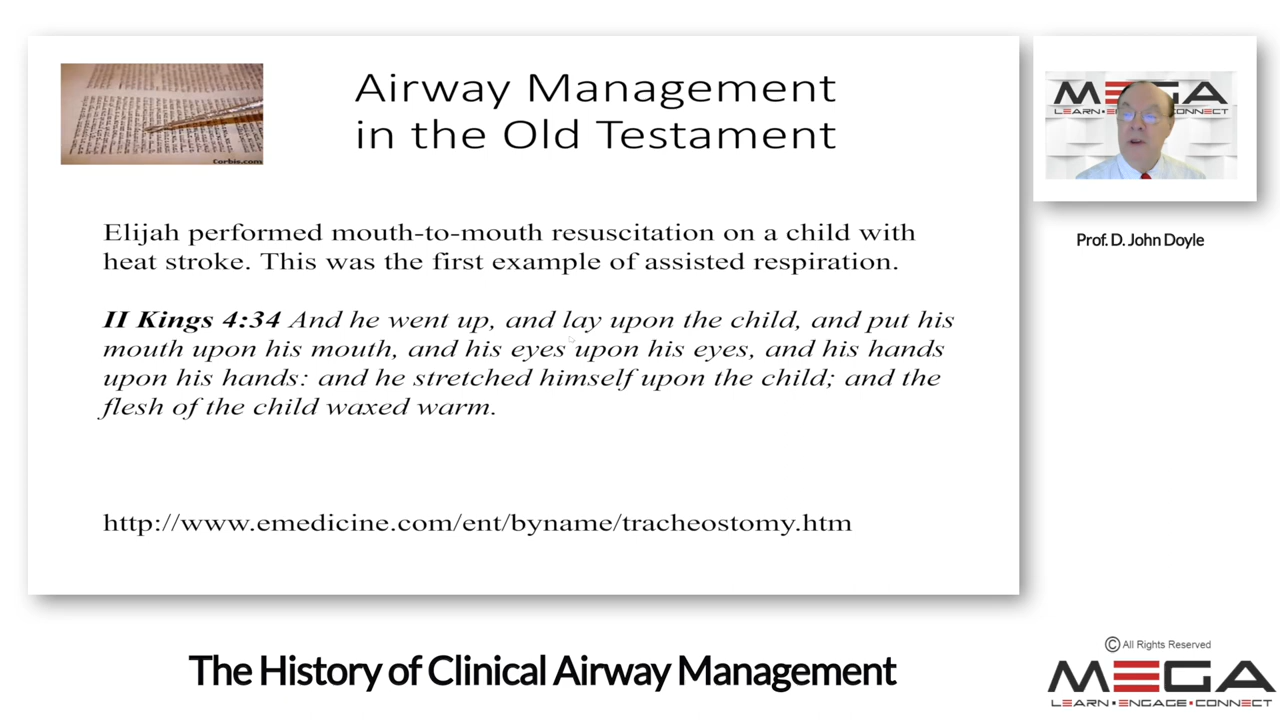 Corbis.com
Airway Management
in the Old Testament
Elijah performed mouth-to-mouth resuscitation on a child with
heat stroke. This was the first example of assisted respiration.
II Kings 4:34 And he went up, and lay upon the child, and put his
mouth upon his mouth, and his eyes upon his eyes, and his hands
upon his hands: and he stretched himself upon the child; and the
flesh of the child waxed warm.
http://www.emedicine.com/ent/byname/tracheostomy.htm
MEGA
LEARN
CONNECT
Prof. D. John Doyle
The History of Clinical Airway Management
© All Rights Reserved
MEGA
LEARN • ENGAGE • CONNECT